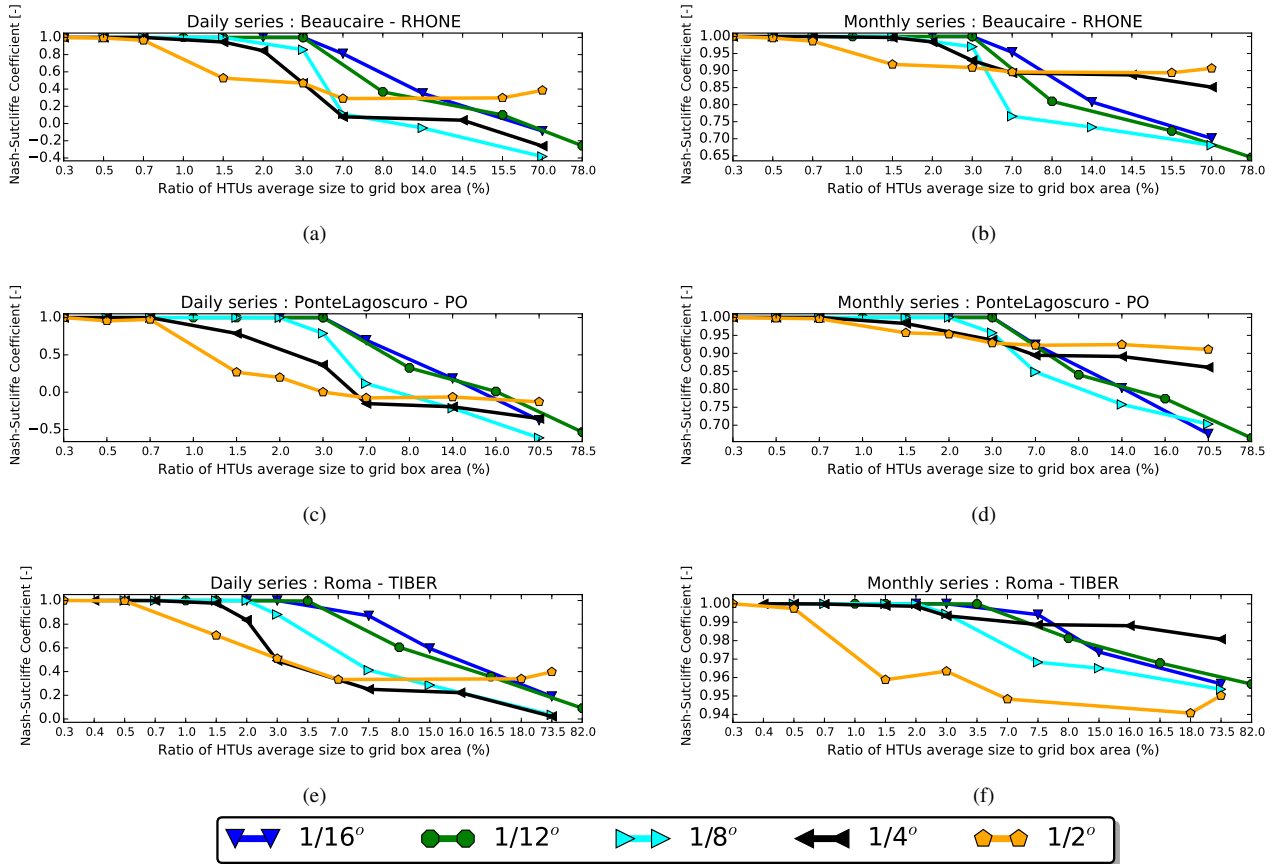 Daily series : Beaucaire - RHONE
Nash-Sutcliffe Coefficient [-]
1.0
0.8
0.6
0.4
0.2
0.0
−0.2
−0.4
0.3 0.5 0.7 1.0 1.5 2.0 3.0 7.0 8.0 14.0 14.5 15.5 70.0 78.0
Ratio of HTUs average size to grid box area (%)
(a)
Monthly series : Beaucaire - RHONE
Nash-Sutcliffe Coefficient [-]
1.00
0.95
0.90
0.85
0.80
0.75
0.70
0.65
0.3 0.5 0.7 1.0 1.5 2.0 3.0 7.0 8.0 14.0 14.5 15.5 70.0 78.0
Ratio of HTUs average size to grid box area (%)
(b)
Daily series : PonteLagoscuro - PO
Nash-Sutcliffe Coefficient [-]
1.0
0.5
0.0
−0.5
0.3 0.5 0.7 1.0 1.5 2.0 3.0 7.0 8.0 14.0 16.0 70.5 78.5
Ratio of HTUs average size to grid box area (%)
(c)
Monthly series : PonteLagoscuro - PO
Nash-Sutcliffe Coefficient [-]
1.00
0.95
0.90
0.85
0.80
0.75
0.70
0.3 0.5 0.7 1.0 1.5 2.0 3.0 7.0 8.0 14.0 16.0 70.5 78.5
Ratio of HTUs average size to grid box area (%)
(d)
Daily series : Roma - TIBER
Nash-Sutcliffe Coefficient [-]
1.0
0.8
0.6
0.4
0.2
0.0
0.3 0.4 0.5 0.7 1.0 1.5 2.0 3.0 3.5 7.0 7.5 8.0 15.0 16.0 16.5 18.0 73.5 82.0
Ratio of HTUs average size to grid box area (%)
(e)
Monthly series : Roma - TIBER
Nash-Sutcliffe Coefficient [-]
1.00
0.99
0.98
0.97
0.96
0.95
0.94
0.3 0.4 0.5 0.7 1.0 1.5 2.0 3.0 3.5 7.0 7.5 8.0 15.0 16.0 16.5 18.0 73.5 82.0
Ratio of HTUs average size to grid box area (%)
(f)
1/16° 1/12° 1/8° 1/4° 1/2°